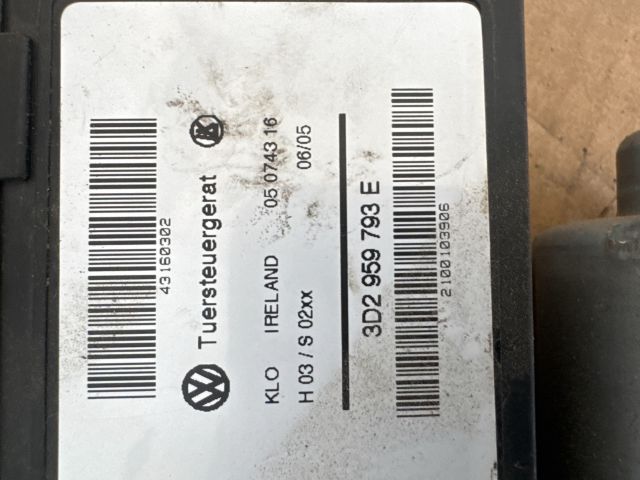 43160302
Tuersteuergerat
KLO IRELAND 05 0743 16
H 03 / S 02xx 06/05
3D2 959 793 E
2100103906